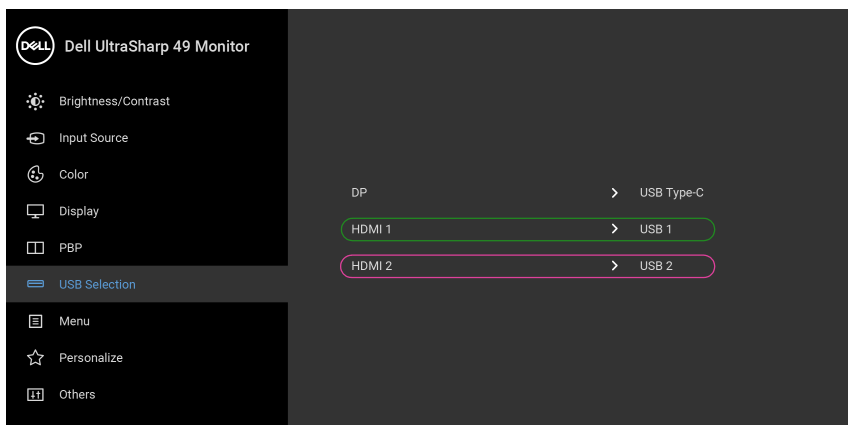 DELL
Dell UltraSharp 49 Monitor
Brightness/Contrast
Input Source
Color
Display
PBP
USB Selection
Menu
Personalize
Others
DP > USB Type-C
HDMI 1 > USB 1
HDMI 2 > USB 2